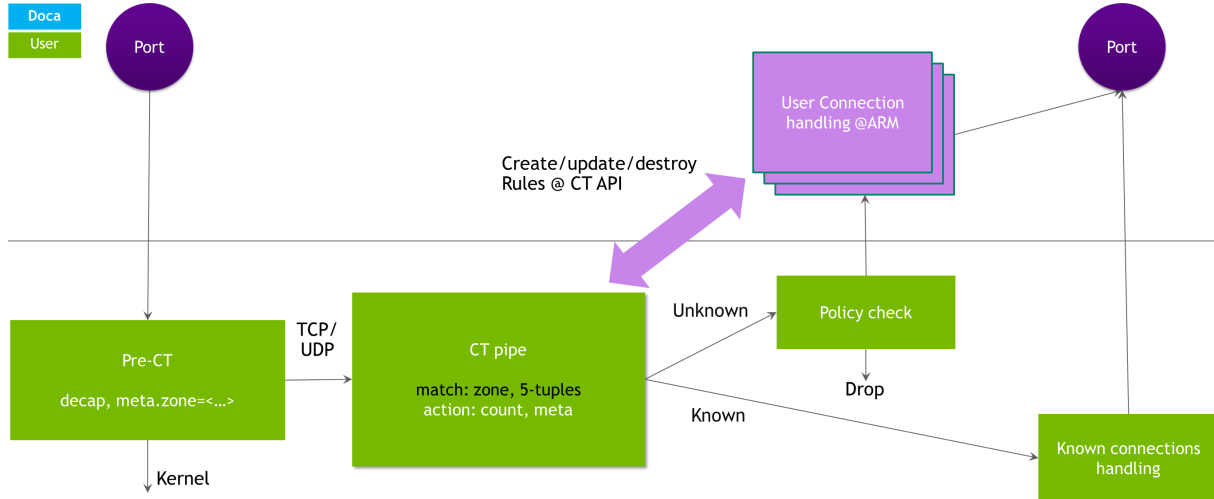 Doca
User
Port
Port
User Connection
handling @ARM
Create/update/destroy
Rules @ CT API
Unknown
Policy check
TCP/
UDP
CT pipe
Pre-CT
match: zone, 5-tuples
action: count, meta
decap, meta.zone=<…>
Drop
Known
Known connections
handling
Kernel